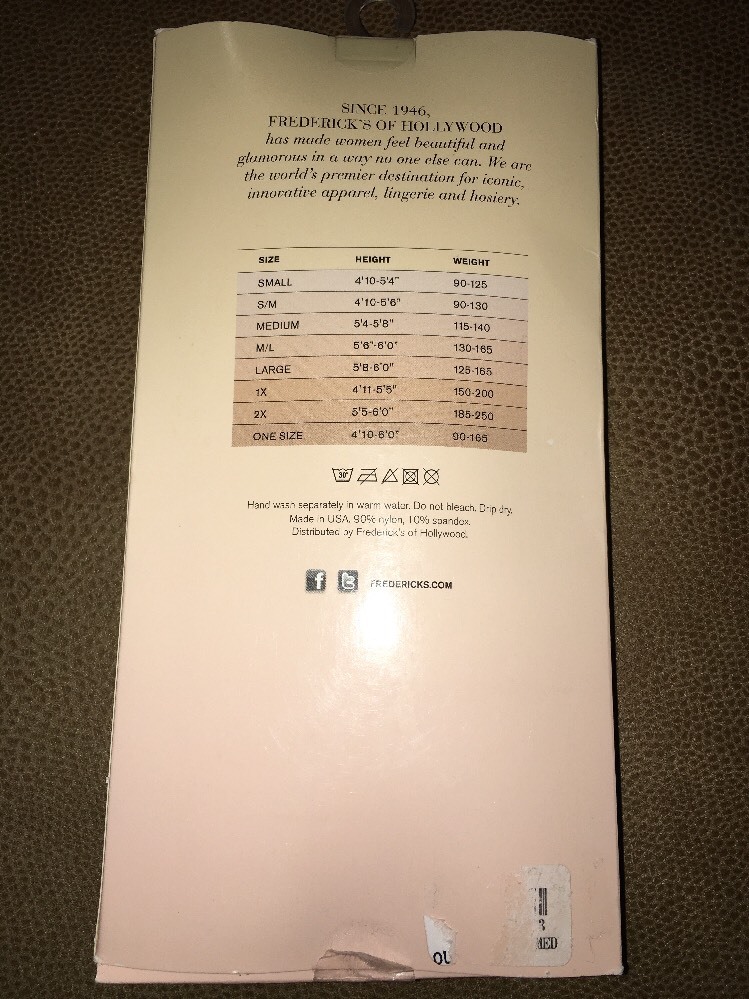 SINCE 1946,
FREDERICK'S OF HOLLYWOOD
has made women feel beautiful and
glamorous in a way no one else can. We are
the world's premier destination for iconic,
innovative apparel, lingerie and hosiery.
SIZE HEIGHT WEIGHT
SMALL 4'10-5'4" 90-125
S/M 4'10-5'6" 90-130
MEDIUM 5'4-5'8" 115-140
M/L 5'6"-6'0" 130-165
LARGE 5'8-6'0" 125-165
1X 4'11-5'5" 150-200
2X 5'5-6'0" 185-250
ONE SIZE 4'10-6'0" 90-165
30°
Hand wash separately in warm water. Do not bleach. Drip dry.
Made in USA. 90% nylon, 10% spandex.
Distributed by Frederick's of Hollywood.
f t FREDERICKS.COM
3
MED
OU